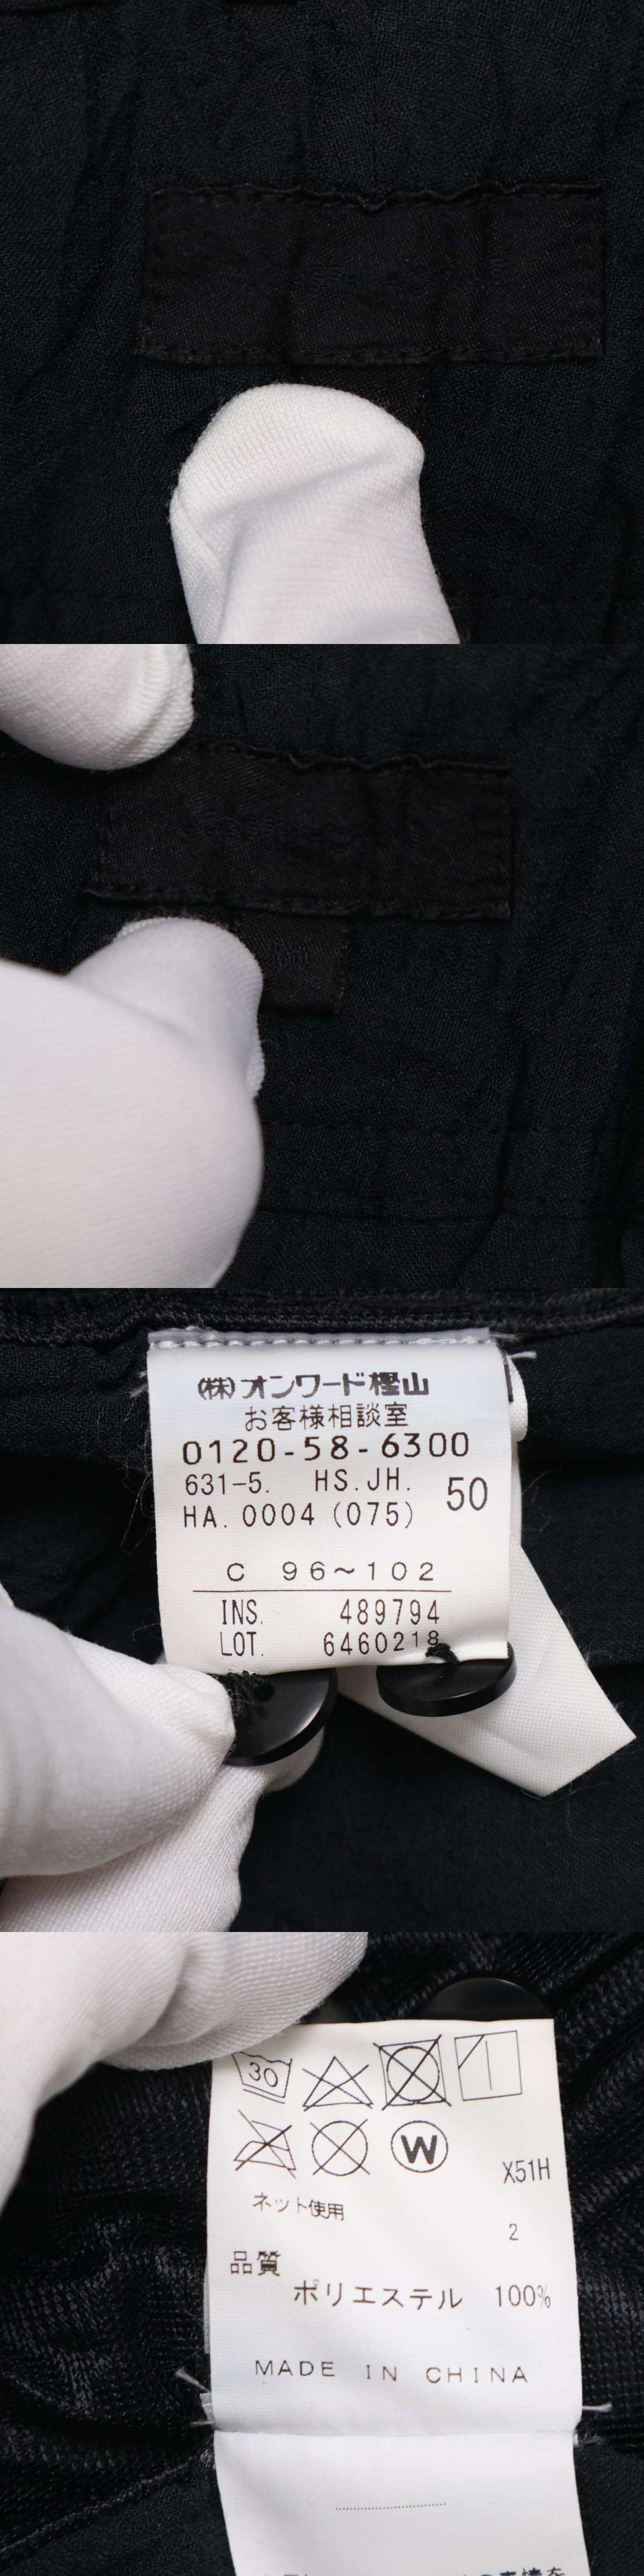 (株)オンワード樫山
お客様相談室
0120-58-6300
631-5. HS.JH. 50
HA.0004 (075)
C 96~102
INS. 489794
LOT. 6460218
30
W
X51H
ネット使用
2
品質
ポリエステル 100%
MADE IN CHINA